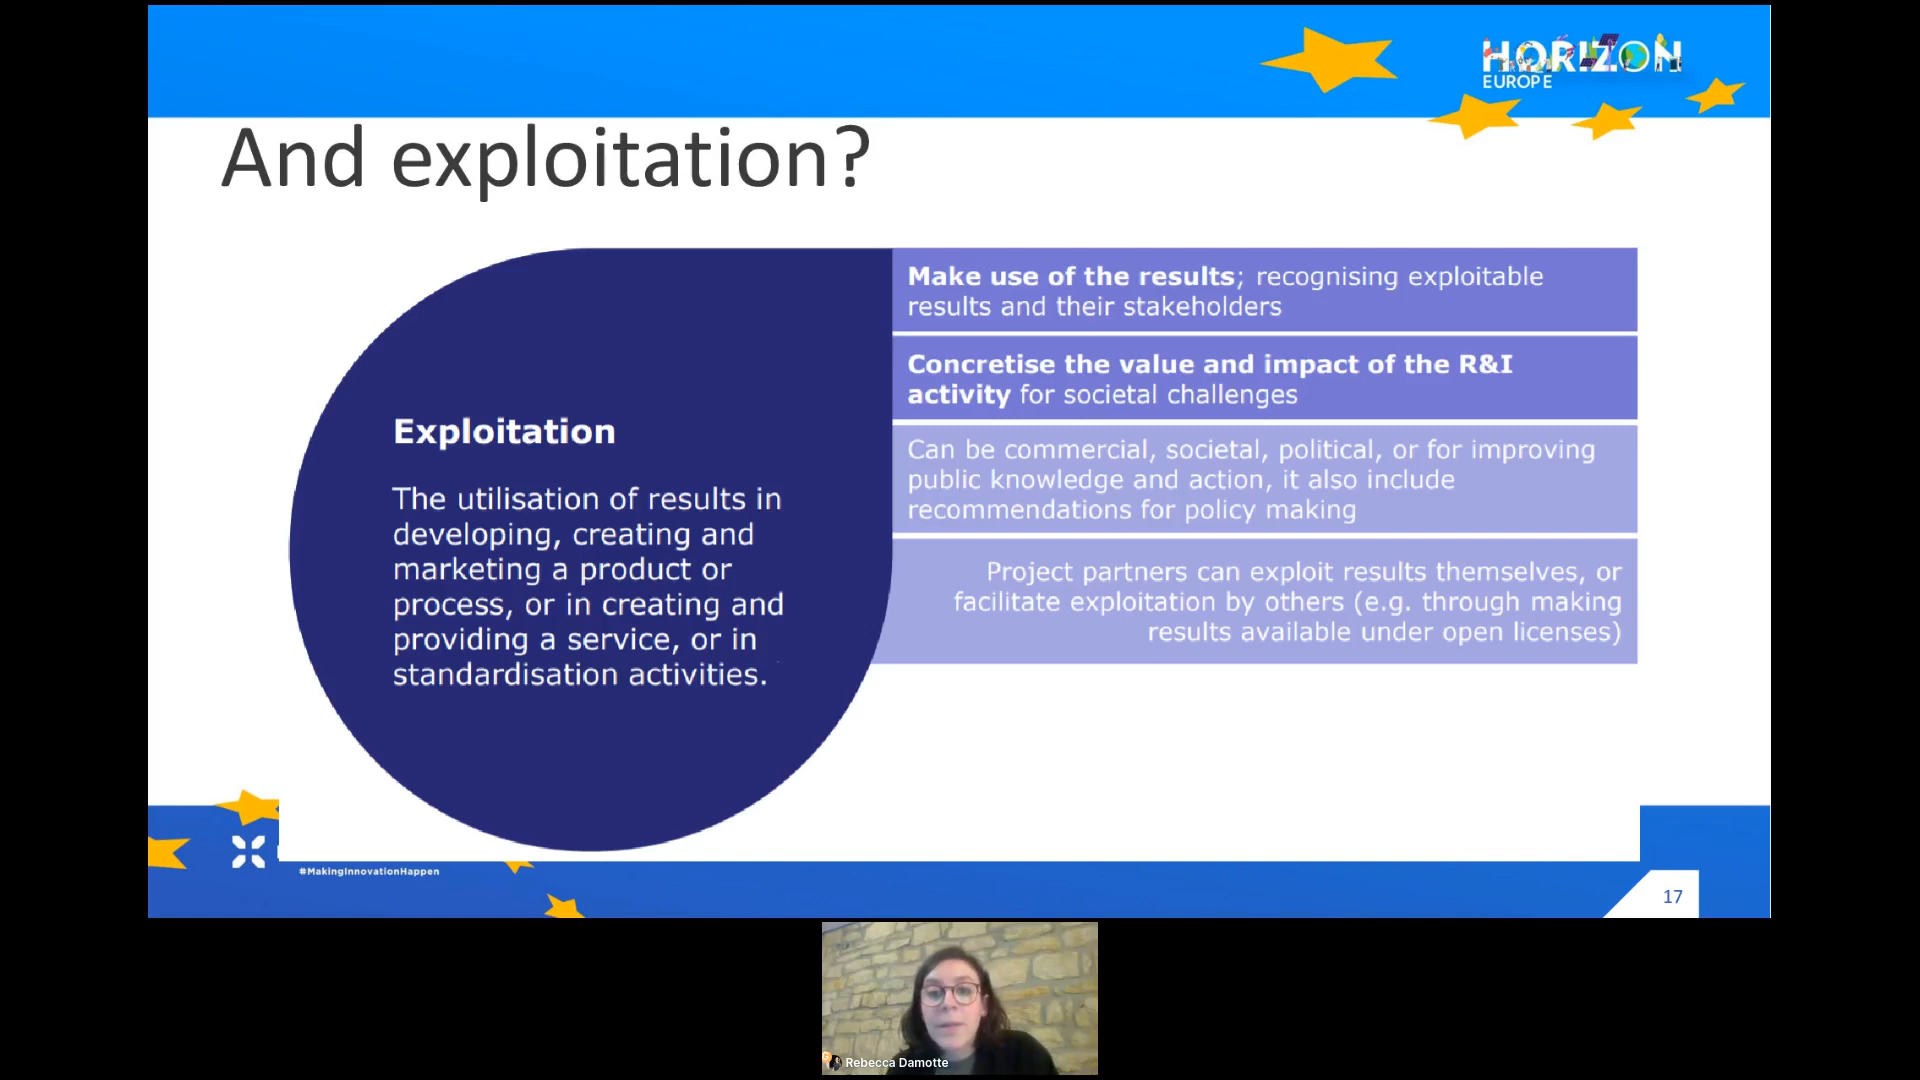 HORIZON
EUROPE
And exploitation?
Exploitation
The utilisation of results in
developing, creating and
marketing a product or
process, or in creating and
providing a service, or in
standardisation activities.
Make use of the results; recognising exploitable
results and their stakeholders
Concretise the value and impact of the R&I
activity for societal challenges
Can be commercial, societal, political, or for improving
public knowledge and action, it also include
recommendations for policy making
Project partners can exploit results themselves, or
facilitate exploitation by others (e.g. through making
results available under open licenses)
#MakingInnovationHappen
17
Rebecca Damotte